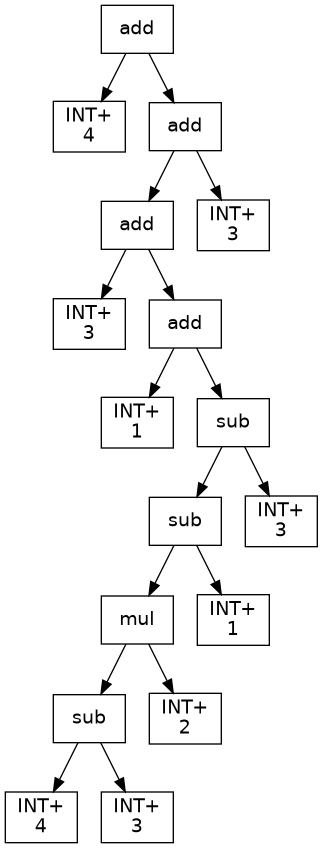 add
INT+
4
add
add
INT+
3
INT+
3
add
INT+
1
sub
sub
INT+
3
mul
INT+
1
sub
INT+
2
INT+
4
INT+
3